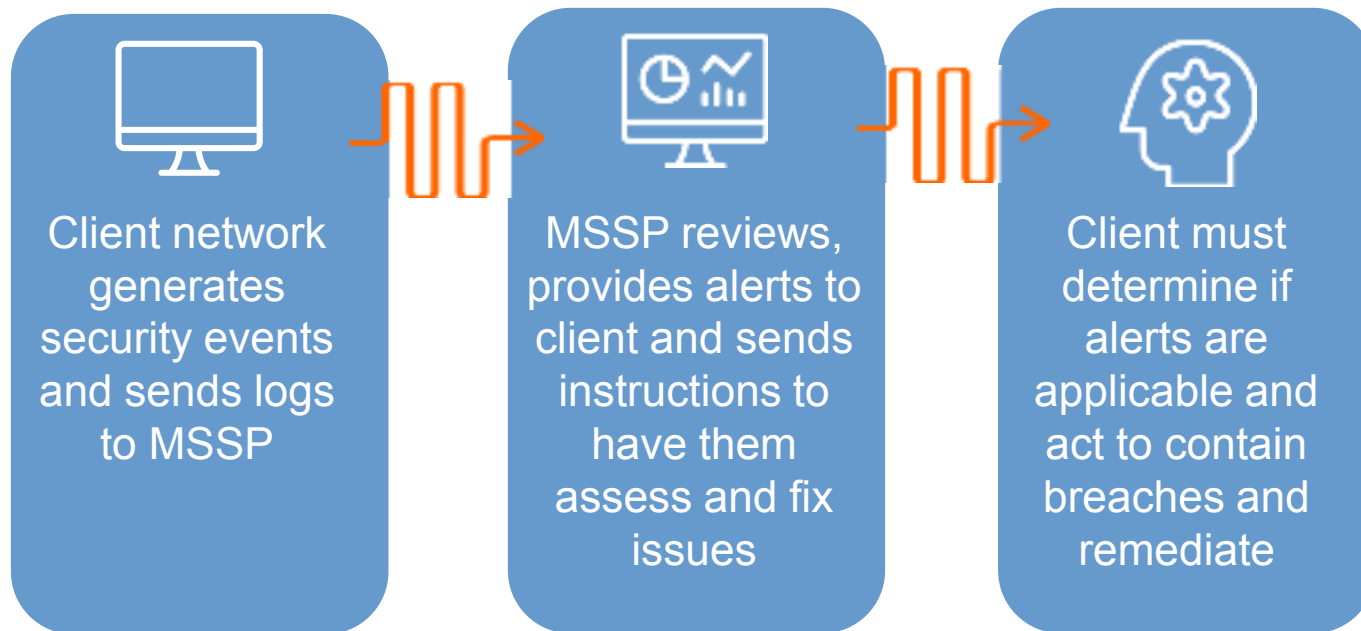 Client network
generates
security events
and sends logs
to MSSP
MSSP reviews,
provides alerts to
client and sends
instructions to
have them
assess and fix
issues
Client must
determine if
alerts are
applicable and
act to contain
breaches and
remediate